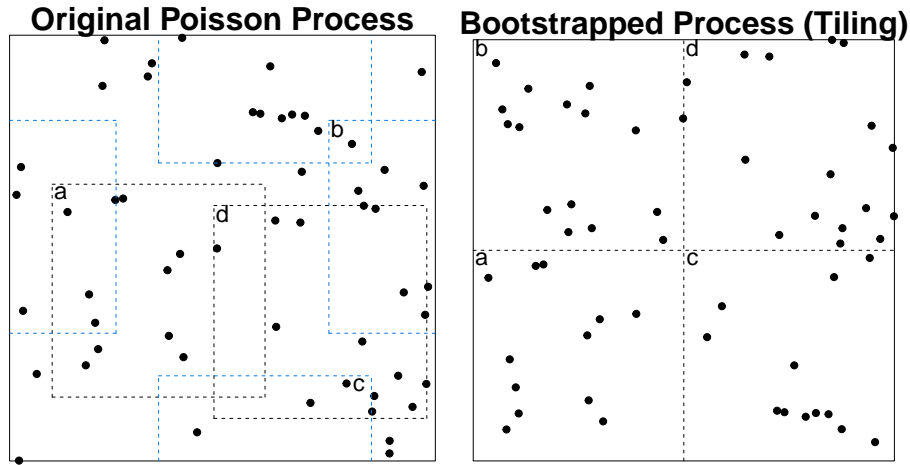 Original Poisson Process
Bootstrapped Process (Tiling)
b
d
b
a
d
a
c
c